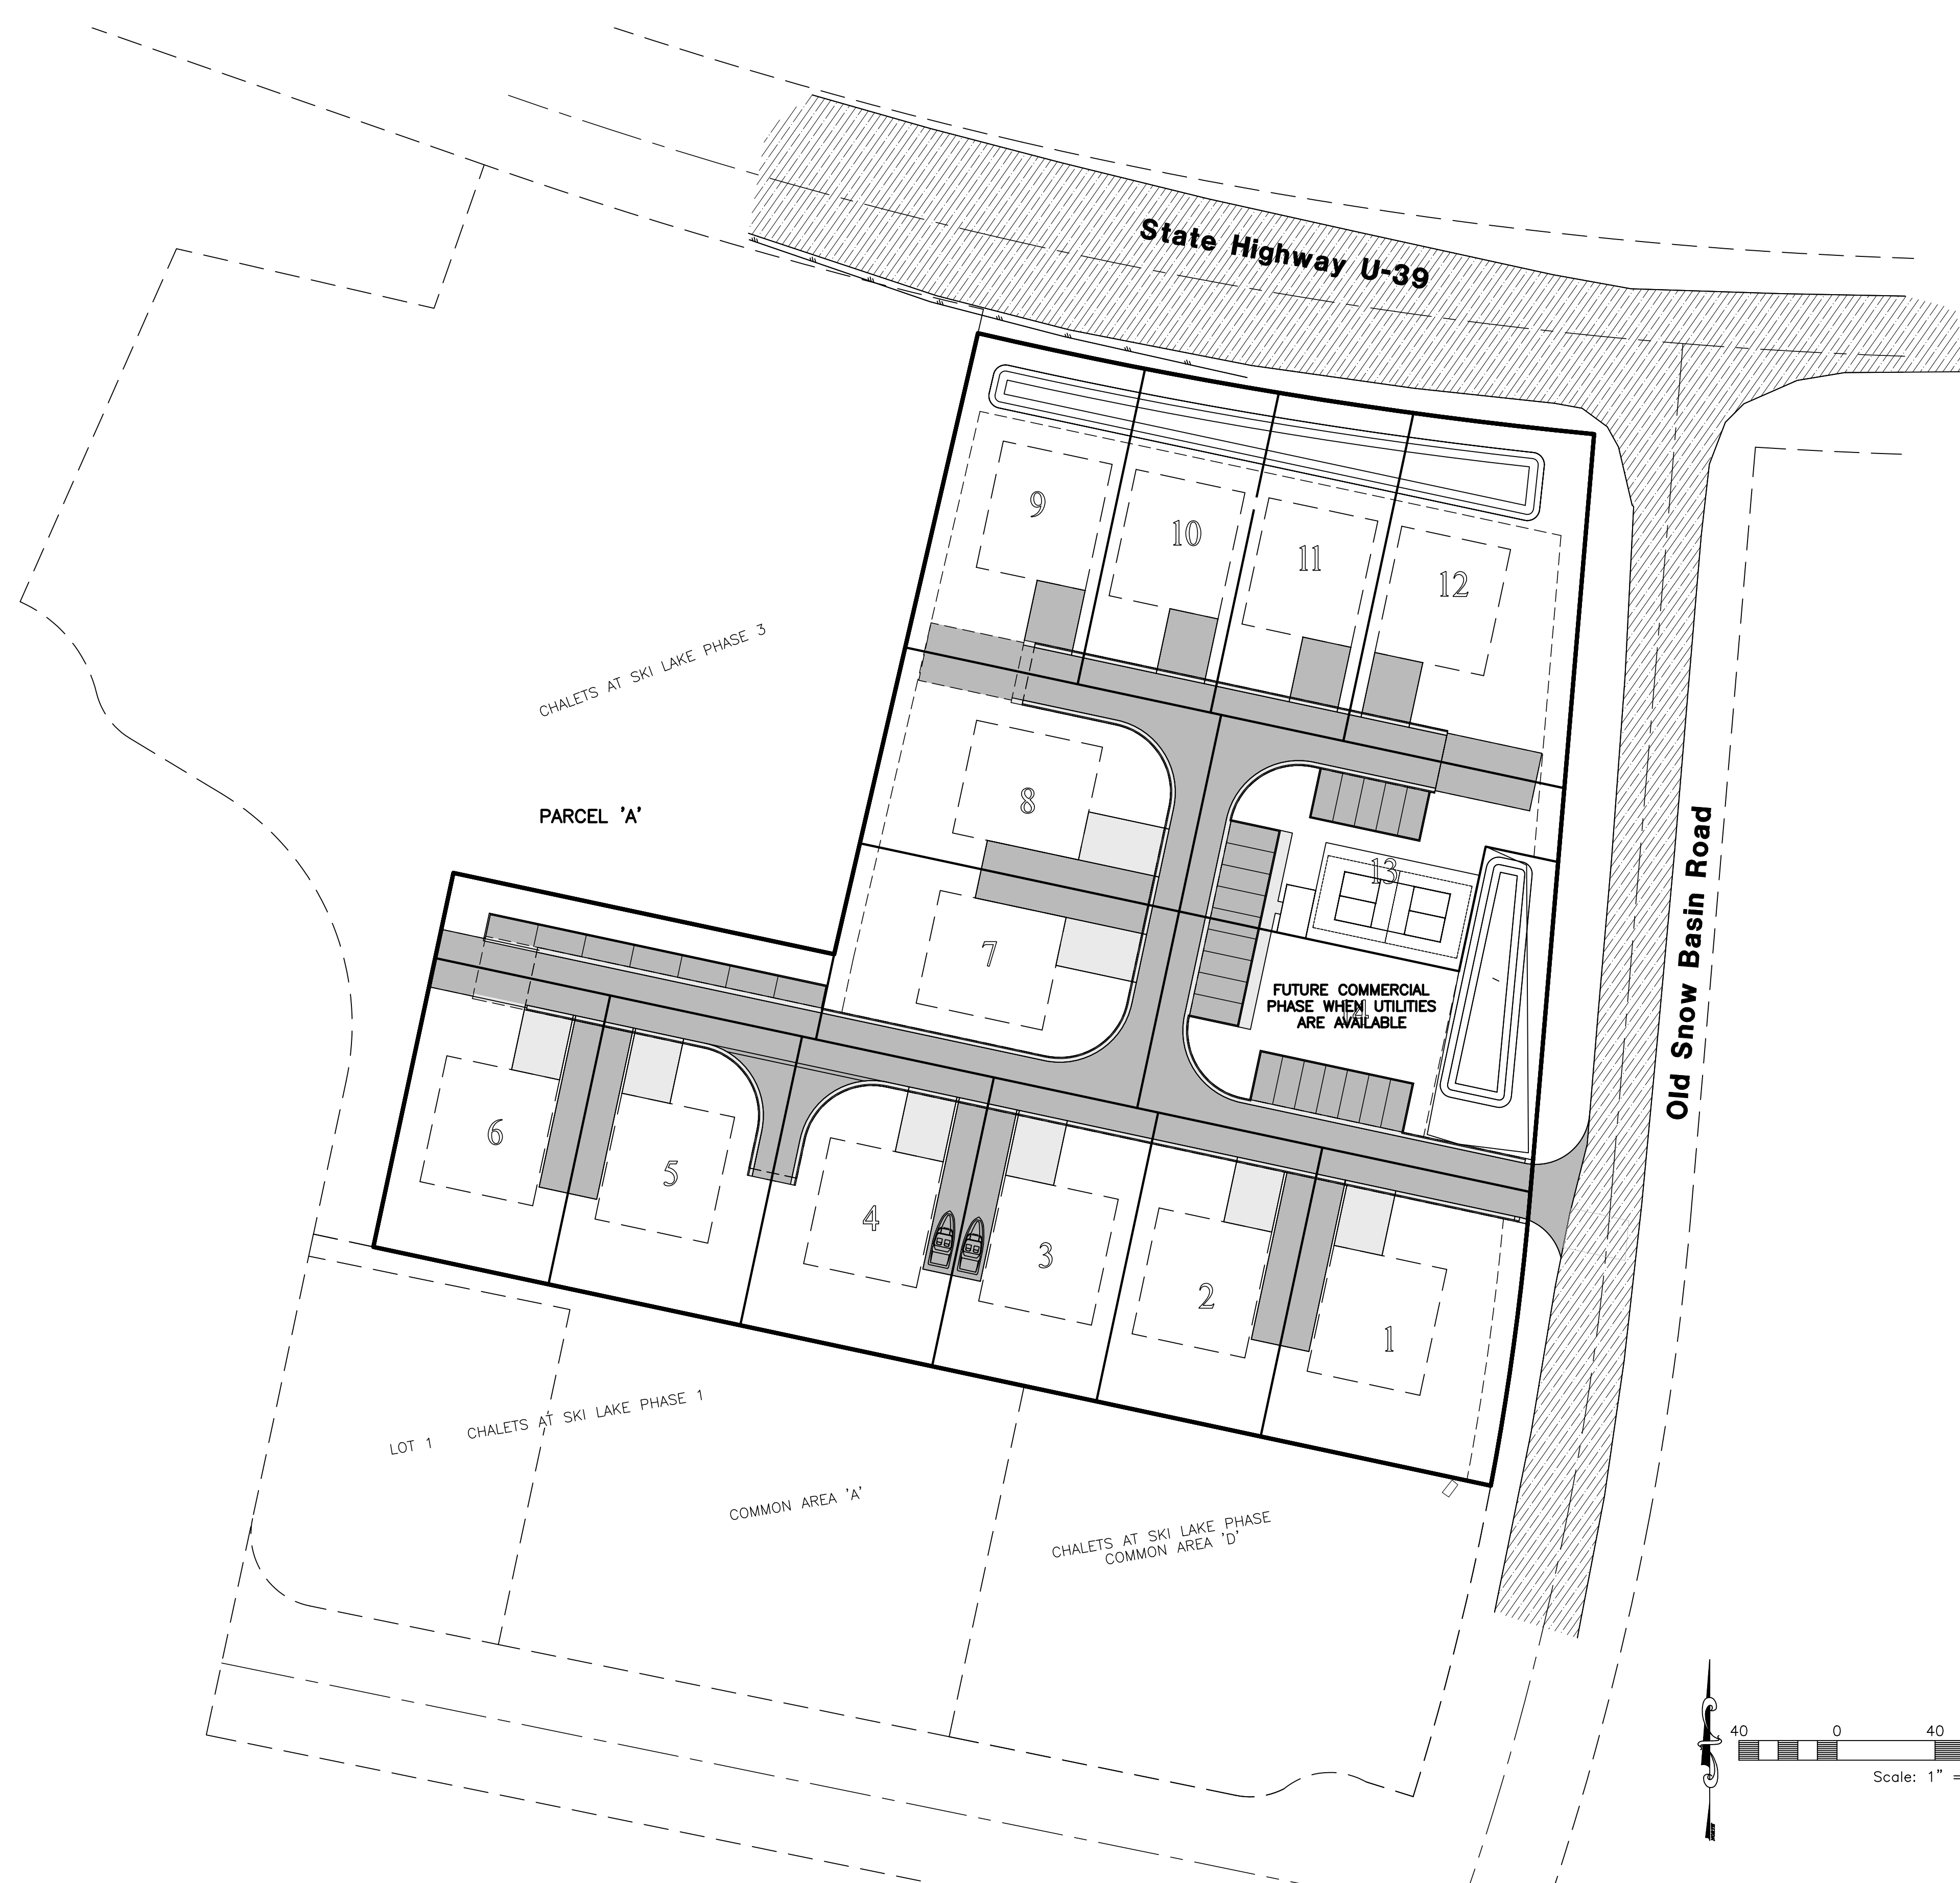 State Highway U-39
9
10
11
12
CHALETS AT SKI LAKE PHASE 3
PARCEL 'A'
8
13
7
Old Snow Basin Road
FUTURE COMMERCIAL
PHASE WHEN UTILITIES
ARE AVAILABLE
14
6
5
4
3
2
1
LOT 1
CHALETS AT SKI LAKE PHASE 1
COMMON AREA 'A'
CHALETS AT SKI LAKE PHASE
COMMON AREA 'D'
40 0 40
Scale: 1" =